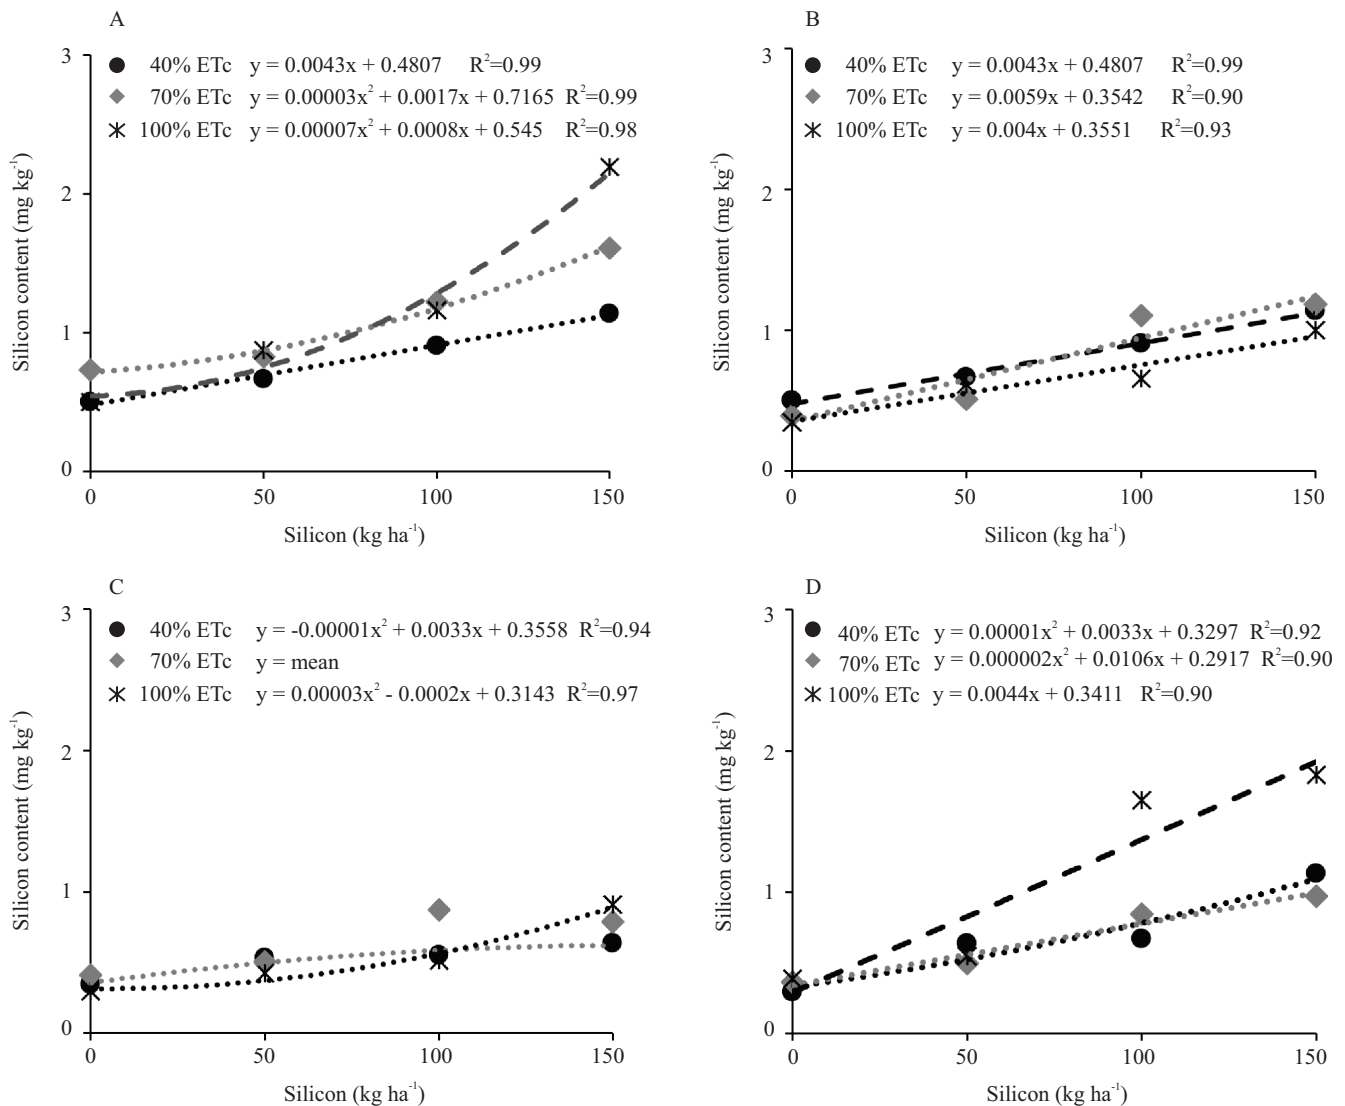 A
3
2
1
0
40% ETc y = 0.0043x + 0.4807 R²=0.99
70% ETc y = 0.00003x² + 0.0017x + 0.7165 R²=0.99
100% ETc y = 0.00007x² + 0.0008x + 0.545 R²=0.98
Silicon content (mg kg⁻¹)
0 50 100 150
Silicon (kg ha⁻¹)
B
3
2
1
0
40% ETc y = 0.0043x + 0.4807 R²=0.99
70% ETc y = 0.0059x + 0.3542 R²=0.90
100% ETc y = 0.004x + 0.3551 R²=0.93
Silicon content (mg kg⁻¹)
0 50 100 150
Silicon (kg ha⁻¹)
C
3
2
1
0
40% ETc y = -0.00001x² + 0.0033x + 0.3558 R²=0.94
70% ETc y = mean
100% ETc y = 0.00003x² - 0.0002x + 0.3143 R²=0.97
Silicon content (mg kg⁻¹)
0 50 100 150
Silicon (kg ha⁻¹)
D
3
2
1
0
40% ETc y = 0.00001x² + 0.0033x + 0.3297 R²=0.92
70% ETc y = 0.000002x² + 0.0106x + 0.2917 R²=0.90
100% ETc y = 0.0044x + 0.3411 R²=0.90
Silicon content (mg kg⁻¹)
0 50 100 150
Silicon (kg ha⁻¹)